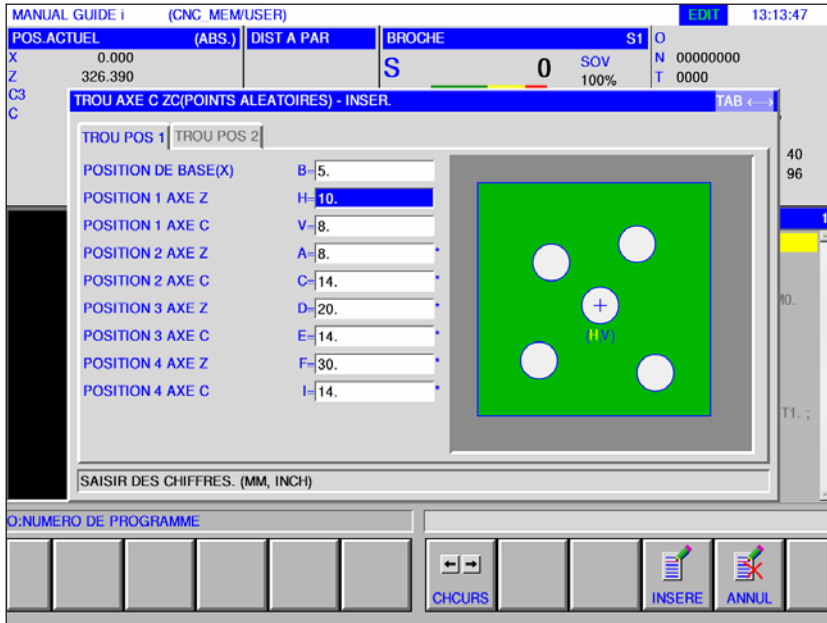 MANUAL GUIDE i (CNC_MEM/USER) EDIT 13:13:47
POS.ACTUEL (ABS.) DIST A PAR BROCHE S1 O
X 0.000 S 0 SOV N 00000000
Z 326.390 100% T 0000
C3
C
TROU AXE C ZC(POINTS ALEATOIRES) - INSER. TAB ←→
TROU POS 1 TROU POS 2
POSITION DE BASE(X) B= 5.
40
96
POSITION 1 AXE Z H= 10.
POSITION 1 AXE C V= 8.
1
POSITION 2 AXE Z A= 8. *
POSITION 2 AXE C C= 14. *
POSITION 3 AXE Z D= 20. *
M0.
POSITION 3 AXE C E= 14. *
(H.V)
POSITION 4 AXE Z F= 30. *
POSITION 4 AXE C I= 14. *
T1. ;
SAISIR DES CHIFFRES. (MM, INCH)
O:NUMERO DE PROGRAMME
CHCURS INSERE ANNUL